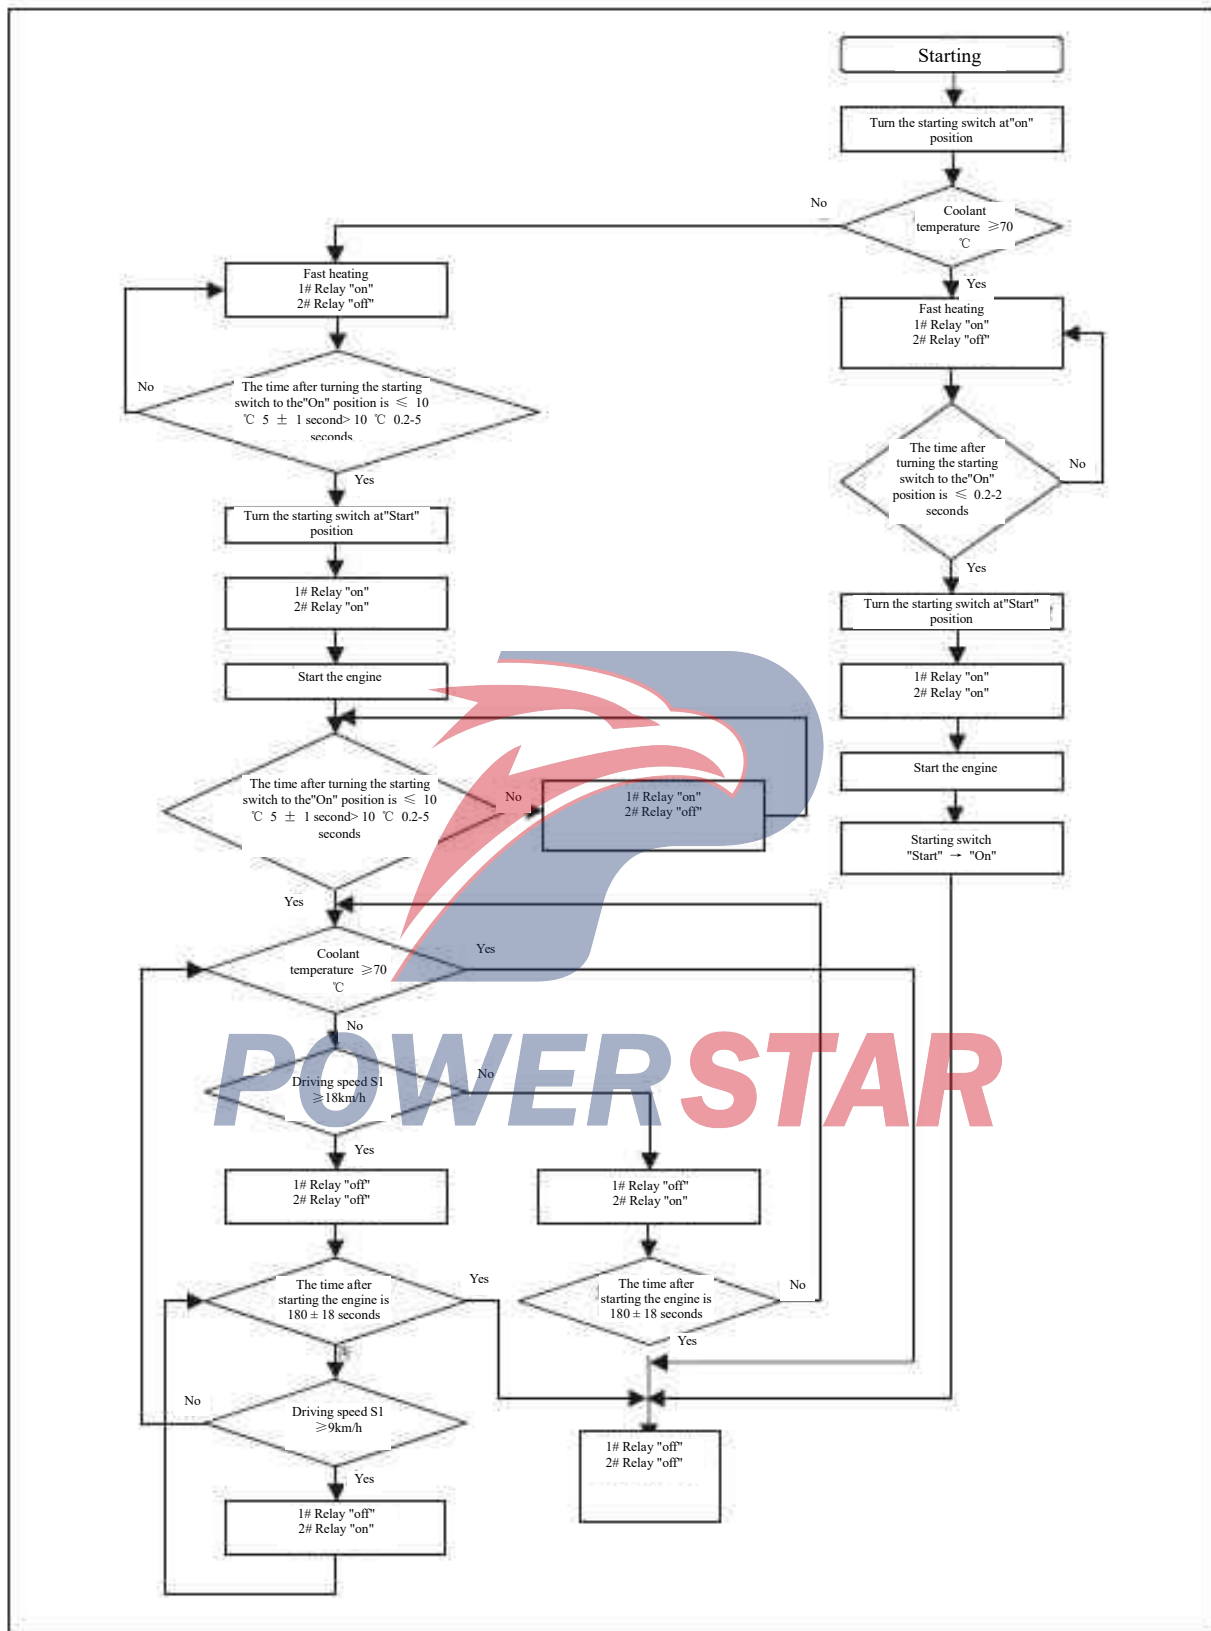 Starting
Turn the starting switch at"on"
position
No
Coolant
temperature ≥70
℃
Yes
Fast heating
1# Relay "on"
2# Relay "off"
No
The time after
turning the starting
switch to the"On"
position is ≤ 0.2-2
seconds
Yes
Turn the starting switch at"Start"
position
1# Relay "on"
2# Relay "on"
Start the engine
Starting switch
"Start" → "On"
Fast heating
1# Relay "on"
2# Relay "off"
No
The time after turning the starting
switch to the"On" position is ≤ 10
℃ 5 ± 1 second> 10 ℃ 0.2-5
seconds
Yes
Turn the starting switch at"Start"
position
1# Relay "on"
2# Relay "on"
Start the engine
The time after turning the starting
switch to the"On" position is ≤ 10
℃ 5 ± 1 second> 10 ℃ 0.2-5
seconds
No
1# Relay "on"
2# Relay "off"
Yes
Coolant
temperature ≥70
℃
Yes
No
Driving speed S1
≥18km/h
No
Yes
1# Relay "off"
2# Relay "off"
1# Relay "off"
2# Relay "on"
The time after
starting the engine is
180 ± 18 seconds
Yes
The time after
starting the engine is
180 ± 18 seconds
No
Yes
Driving speed S1
≥9km/h
No
Yes
1# Relay "off"
2# Relay "on"
1# Relay "off"
2# Relay "off"
POWERSTAR